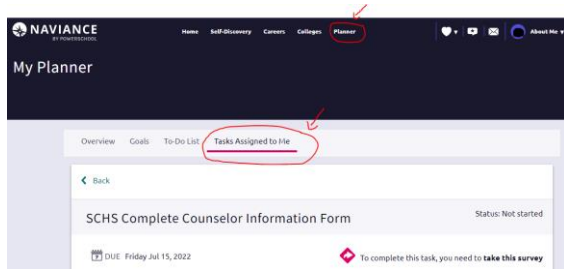 NAVIANCE
BY POWERSCHOOL
Home Self-Discovery Careers Colleges Planner About Me
My Planner
Overview Goals To-Do List Tasks Assigned to Me
Back
SCHS Complete Counselor Information Form Status: Not started
DUE Friday Jul 15, 2022 To complete this task, you need to take this survey